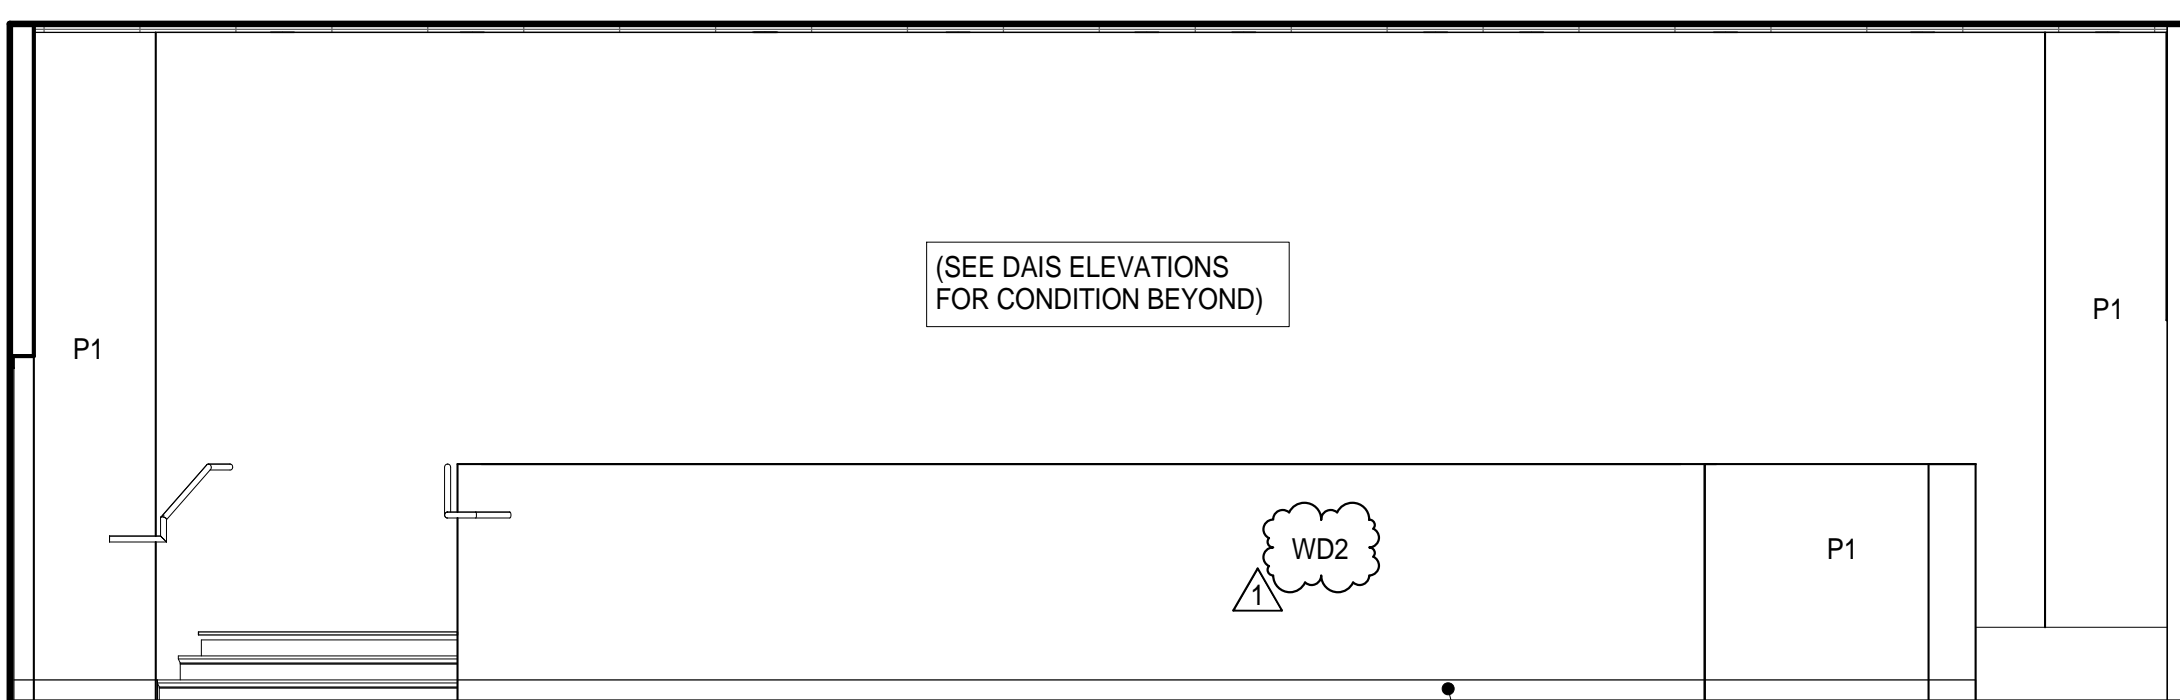 (SEE DAIS ELEVATIONS
FOR CONDITION BEYOND)
P1
P1
WD2
P1
1